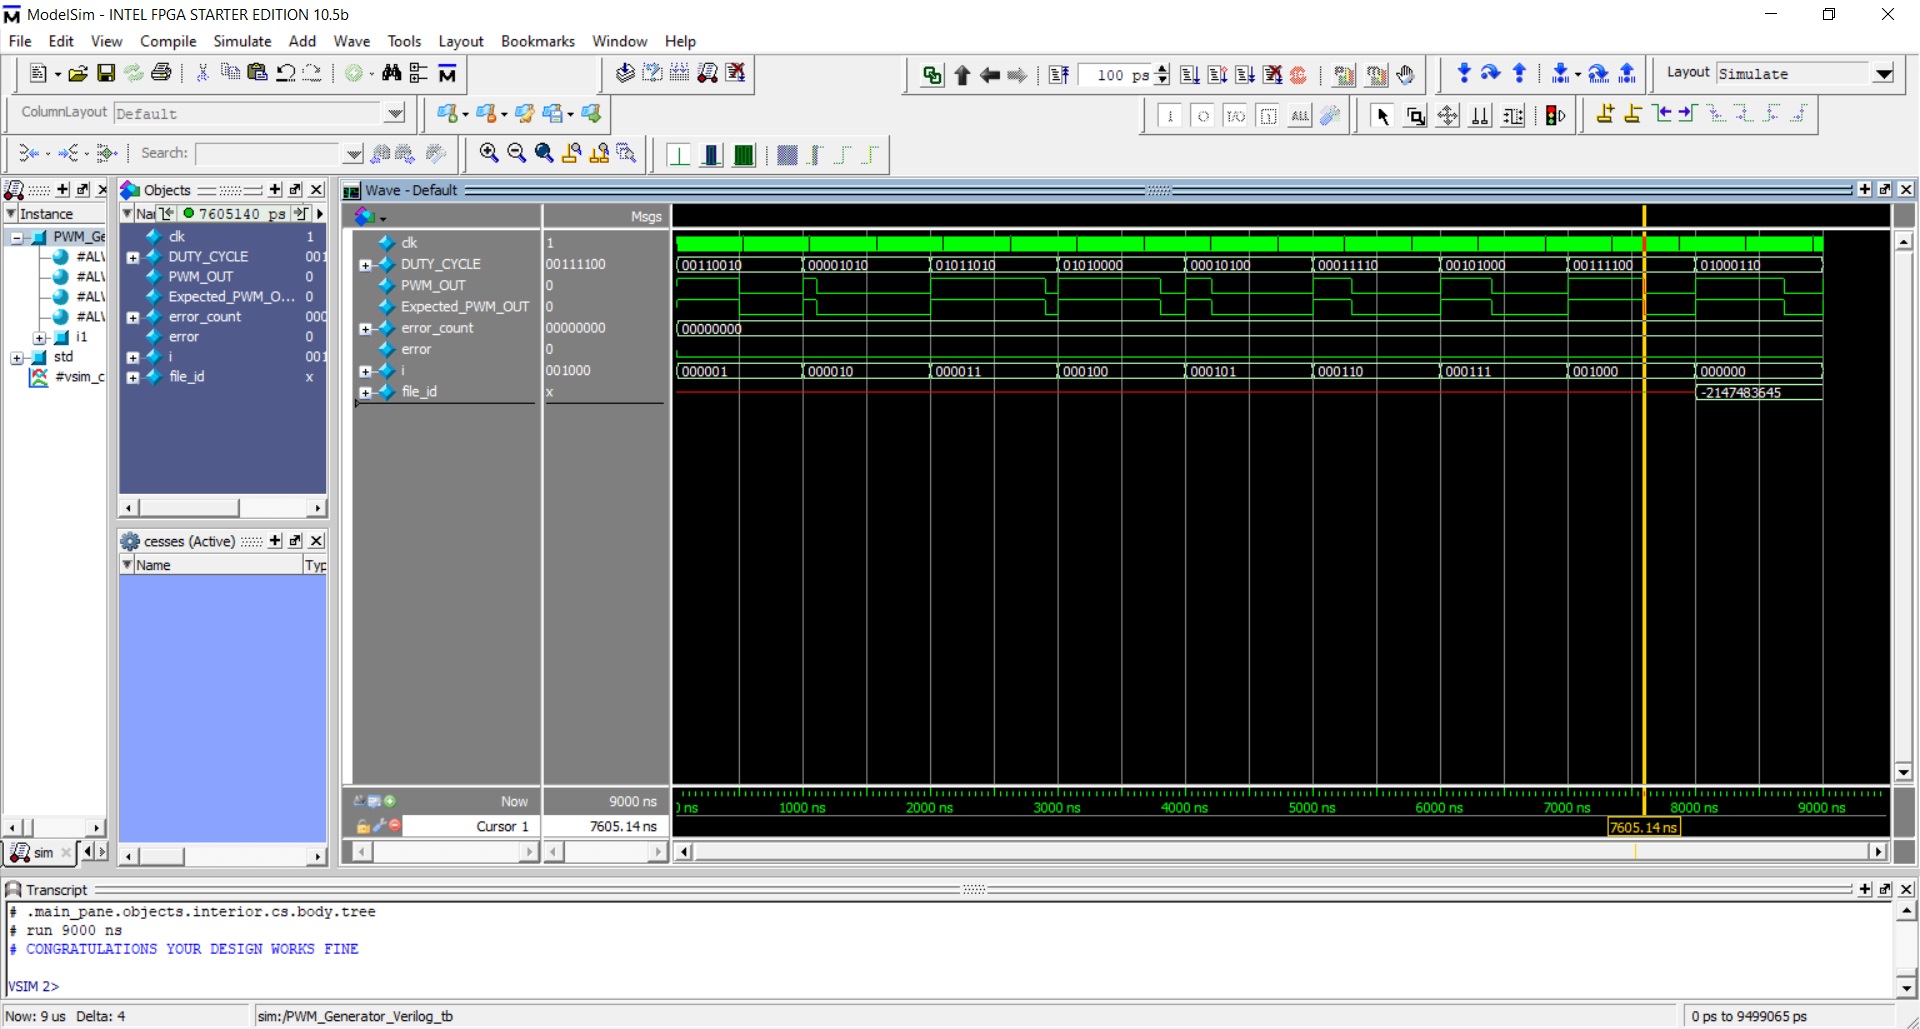 ModelSim - INTEL FPGA STARTER EDITION 10.5b
File Edit View Compile Simulate Add Wave Tools Layout Bookmarks Window Help
100 ps
Layout Simulate
ColumnLayout Default
ALL
Search:
Instance
PWM_Ge
#ALV
#ALV
#ALV
#ALV
i1
std
#vsim_c
sim
Objects
Nai 7605140 ps
clk 1
DUTY_CYCLE 001
PWM_OUT 0
Expected_PWM_O... 0
error_count 000
error 0
i 001
file_id x
cesses (Active)
Name Typ
Wave - Default
Msgs
clk 1
DUTY_CYCLE 00111100 00110010 00001010 01011010 01010000 00010100 00011110 00101000 00111100 01000110
PWM_OUT 0
Expected_PWM_OUT 0
error_count 00000000 00000000
error 0
i 001000 000001 000010 000011 000100 000101 000110 000111 001000 000000
file_id x -2147483645
Now 9000 ns ns 1000 ns 2000 ns 3000 ns 4000 ns 5000 ns 6000 ns 7000 ns 8000 ns 9000 ns
Cursor 1 7605.14 ns 7605.14 ns
Transcript
# .main_pane.objects.interior.cs.body.tree
# run 9000 ns
# CONGRATULATIONS YOUR DESIGN WORKS FINE
VSIM 2>
Now: 9 us Delta: 4 sim:/PWM_Generator_Verilog_tb 0 ps to 9499065 ps